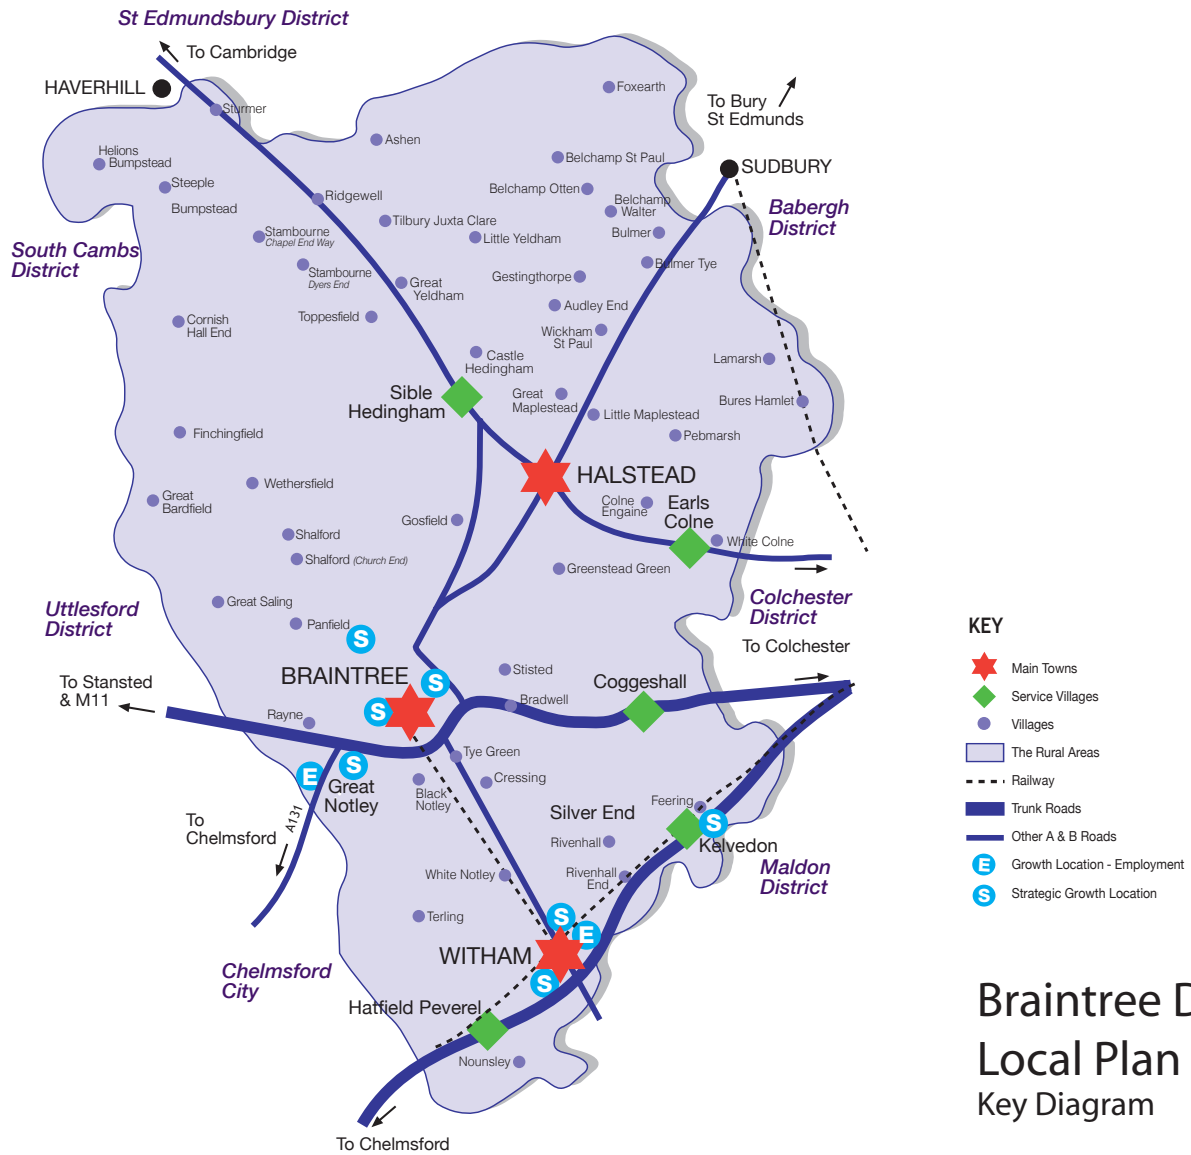 St Edmundsbury District
To Cambridge
HAVERHILL
Sturmer
Foxearth
To Bury
St Edmunds
Ashen
Helions
Bumpstead
Belchamp St Paul
SUDBURY
Steeple
Bumpstead
Belchamp Otten
Ridgewell
Belchamp
Walter
Babergh
District
Tilbury Juxta Clare
Stambourne
Chapel End Way
Little Yeldham
Bulmer
South Cambs
District
Stambourne
Dyers End
Bulmer Tye
Gestingthorpe
Great
Yeldham
Audley End
Toppesfield
Cornish
Hall End
Wickham
St Paul
Castle
Hedingham
Lamarsh
Sible
Hedingham
Great
Maplestead
Bures Hamlet
Little Maplestead
Finchingfield
Pebmarsh
HALSTEAD
Wethersfield
Great
Bardfield
Colne
Engaine
Earls
Colne
Gosfield
Shalford
White Colne
Shalford (Church End)
Greenstead Green
Great Saling
Uttlesford
District
Colchester
District
Panfield
S
To Colchester
KEY
BRAINTREE
Stisted
Main Towns
To Stansted
& M11
S
Coggeshall
Service Villages
S
Bradwell
Rayne
Villages
Tye Green
The Rural Areas
E
S
Great
Notley
Cressing
Railway
Black
Notley
Feering
Silver End
Trunk Roads
To
Chelmsford
A131
S
Rivenhall
Kelvedon
Other A & B Roads
White Notley
Rivenhall
End
Maldon
District
E
Growth Location - Employment
S
Strategic Growth Location
Terling
S
E
WITHAM
S
Chelmsford
City
Hatfield Peverel
Braintree D
Local Plan
Key Diagram
Nounsley
To Chelmsford